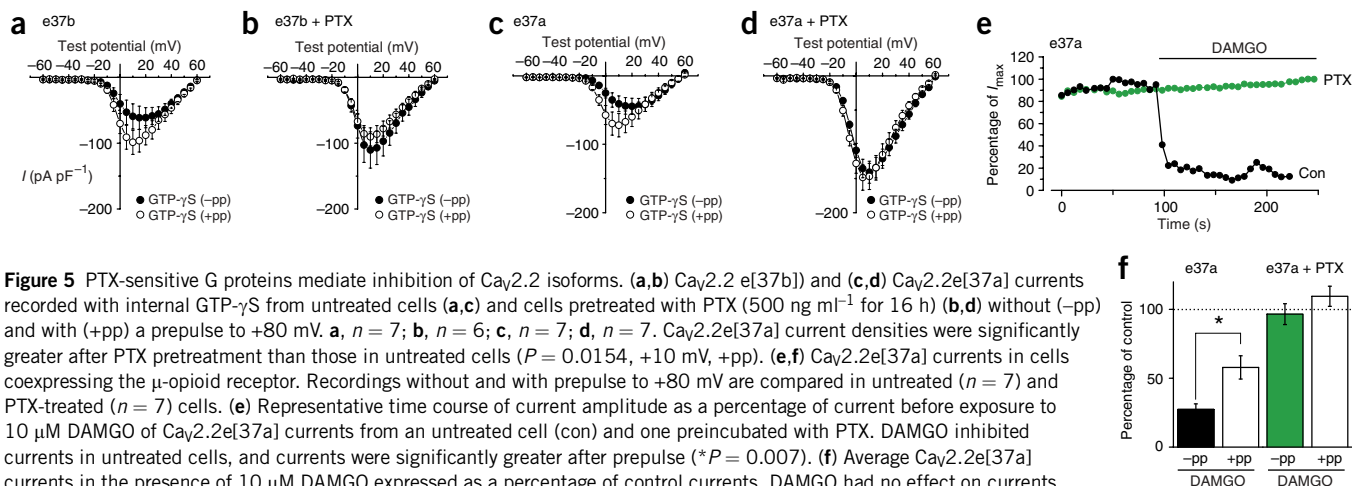 a
e37b
Test potential (mV)
−60 −40 −20 0 20 40 60
−100
I (pA pF−1)
−200
GTP-γS (−pp)
GTP-γS (+pp)
b
e37b + PTX
Test potential (mV)
−60 −40 −20 0 20 40 60
−100
−200
GTP-γS (−pp)
GTP-γS (+pp)
c
e37a
Test potential (mV)
−60 −40 −20 0 20 40 60
−100
−200
GTP-γS (−pp)
GTP-γS (+pp)
d
e37a + PTX
Test potential (mV)
−60 −40 −20 0 20 40 60
−100
−200
GTP-γS (−pp)
GTP-γS (+pp)
e
e37a
DAMGO
Percentage of Imax
120
100
80
60
40
20
0
PTX
Con
0 100 200
Time (s)
Figure 5 PTX-sensitive G proteins mediate inhibition of CaV2.2 isoforms. (a,b) CaV2.2 e[37b]) and (c,d) CaV2.2e[37a] currents
recorded with internal GTP-γS from untreated cells (a,c) and cells pretreated with PTX (500 ng ml−1 for 16 h) (b,d) without (−pp)
and with (+pp) a prepulse to +80 mV. a, n = 7; b, n = 6; c, n = 7; d, n = 7. CaV2.2e[37a] current densities were significantly
greater after PTX pretreatment than those in untreated cells (P = 0.0154, +10 mV, +pp). (e,f) CaV2.2e[37a] currents in cells
coexpressing the μ-opioid receptor. Recordings without and with prepulse to +80 mV are compared in untreated (n = 7) and
PTX-treated (n = 7) cells. (e) Representative time course of current amplitude as a percentage of current before exposure to
10 μM DAMGO of CaV2.2e[37a] currents from an untreated cell (con) and one preincubated with PTX. DAMGO inhibited
currents in untreated cells, and currents were significantly greater after prepulse (*P = 0.007). (f) Average CaV2.2e[37a]
currents in the presence of 10 μM DAMGO expressed as a percentage of control currents. DAMGO had no effect on currents
f
e37a
e37a + PTX
Percentage of control
100
50
0
*
−pp +pp −pp +pp
DAMGO DAMGO